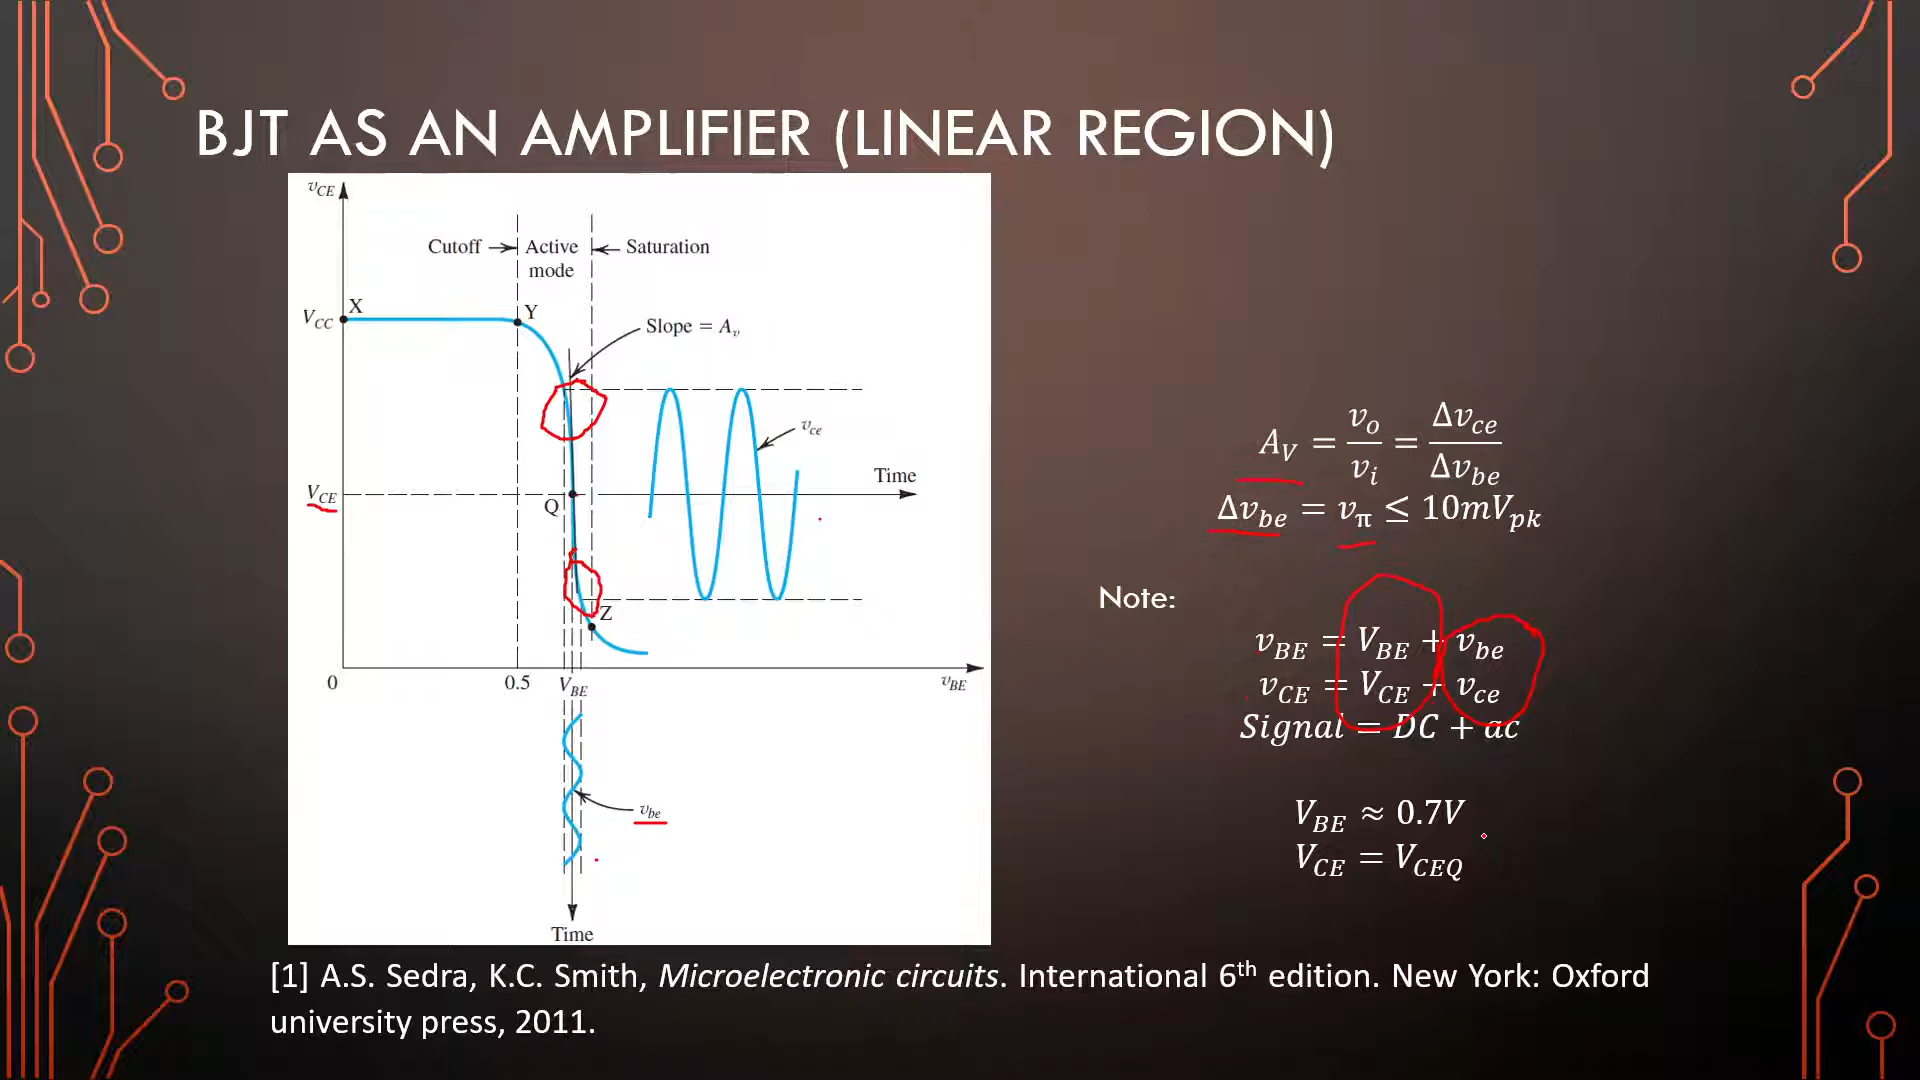 BJT AS AN AMPLIFIER (LINEAR REGION)
v_CE
Cutoff Active mode Saturation
X
Y
V_CC
Slope = A_v
v_ce
Time
V_CE
Q
Z
0
0.5
V_BE
v_BE
v_be
Time
A_V = v_o / v_i = Δv_ce / Δv_be
Δv_be = v_π ≤ 10mV_pk
Note:
v_BE = V_BE + v_be
v_CE = V_CE + v_ce
Signal = DC + ac
V_BE ≈ 0.7V
V_CE = V_CEQ
[1] A.S. Sedra, K.C. Smith, Microelectronic circuits. International 6th edition. New York: Oxford
university press, 2011.